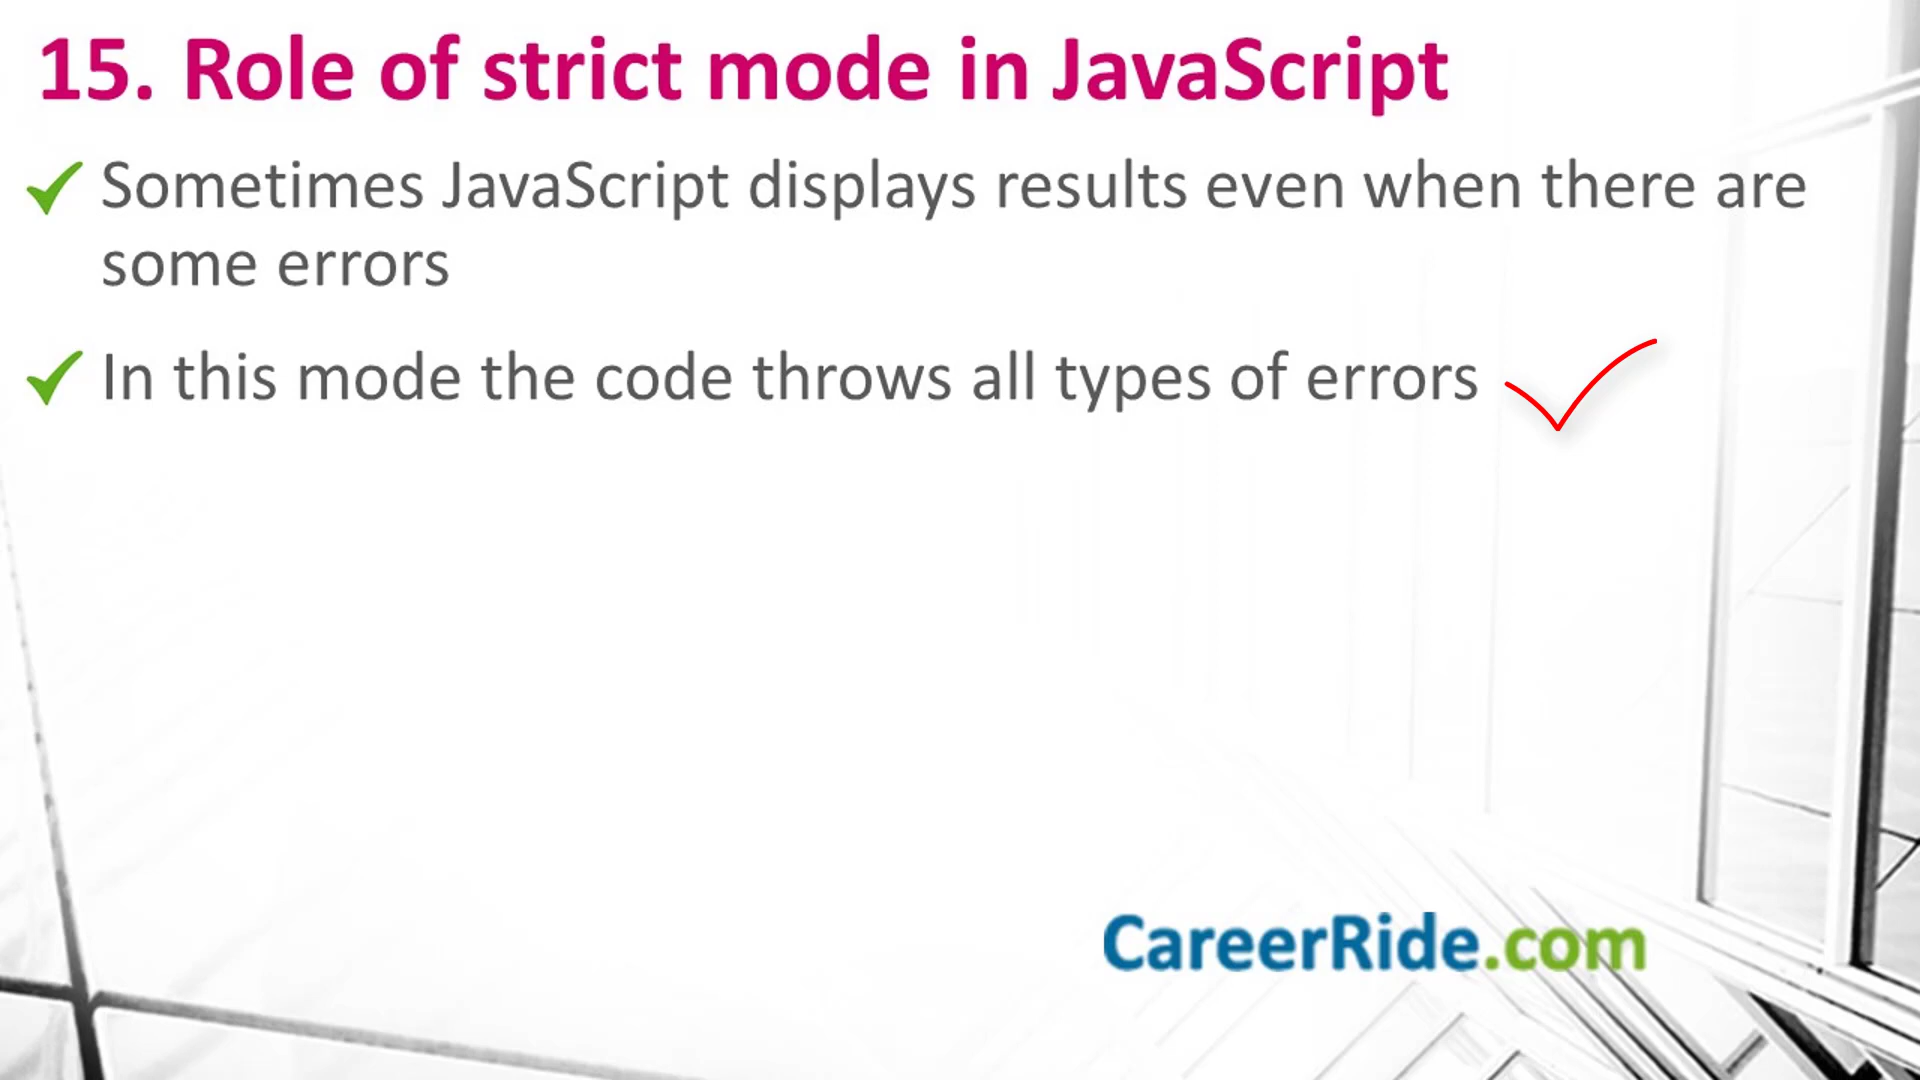 15. Role of strict mode in JavaScript
Sometimes JavaScript displays results even when there are
some errors
In this mode the code throws all types of errors
CareerRide.com